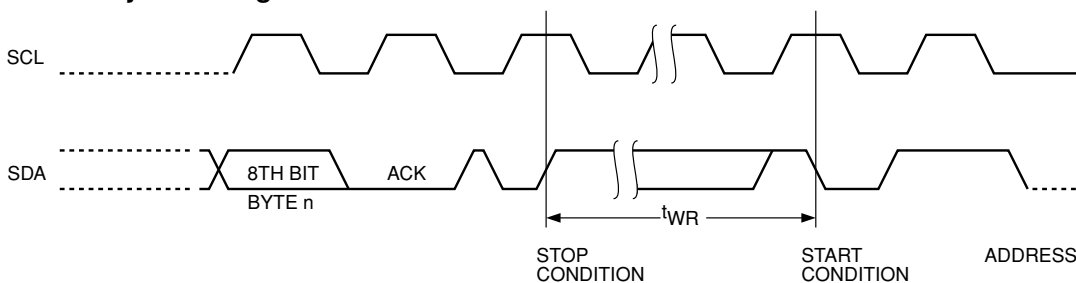 SCL
SDA
8TH BIT
ACK
BYTE n
tWR
STOP
CONDITION
START
CONDITION
ADDRESS